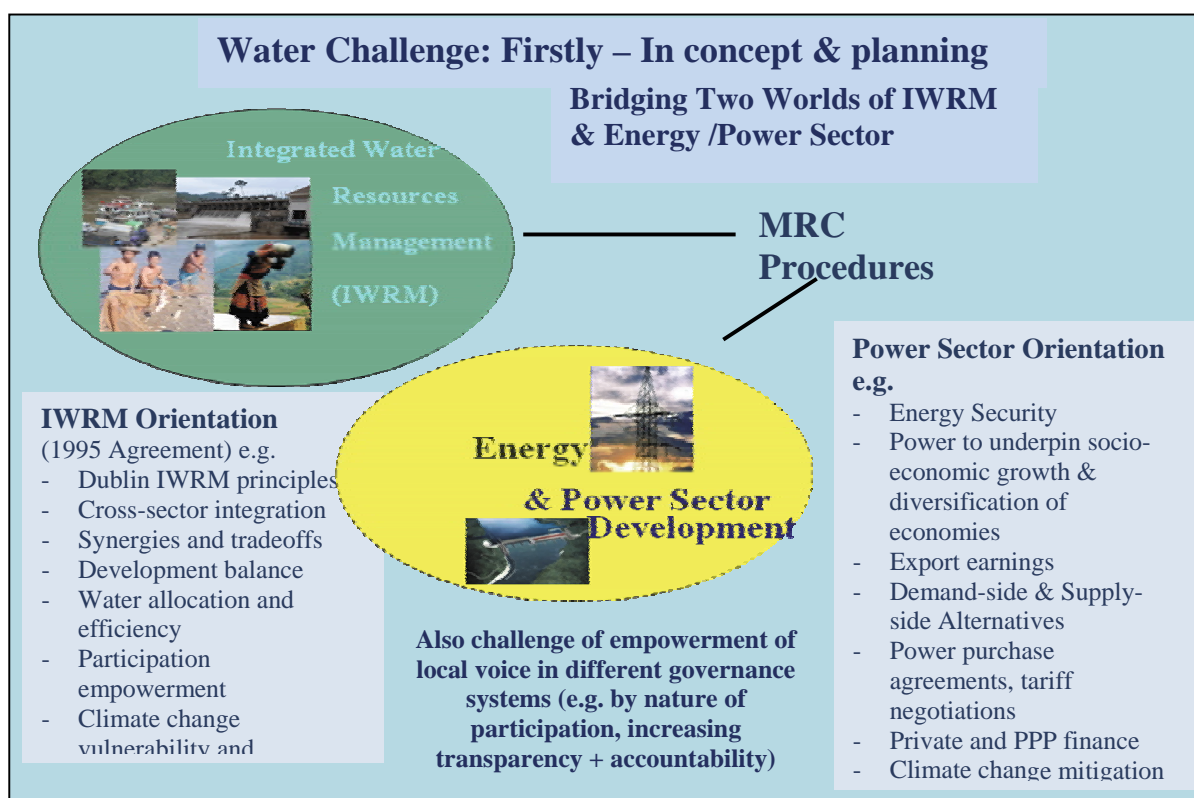 Water Challenge: Firstly – In concept & planning
Bridging Two Worlds of IWRM
& Energy /Power Sector
Integrated Water
Resources
Management
(IWRM)
MRC
Procedures
Energy
& Power Sector
Development
IWRM Orientation
(1995 Agreement) e.g.
- Dublin IWRM principles
- Cross-sector integration
- Synergies and tradeoffs
- Development balance
- Water allocation and
efficiency
- Participation
empowerment
- Climate change
vulnerability and
Also challenge of empowerment of
local voice in different governance
systems (e.g. by nature of
participation, increasing
transparency + accountability)
Power Sector Orientation
e.g.
- Energy Security
- Power to underpin socio-
economic growth &
diversification of
economies
- Export earnings
- Demand-side & Supply-
side Alternatives
- Power purchase
agreements, tariff
negotiations
- Private and PPP finance
- Climate change mitigation